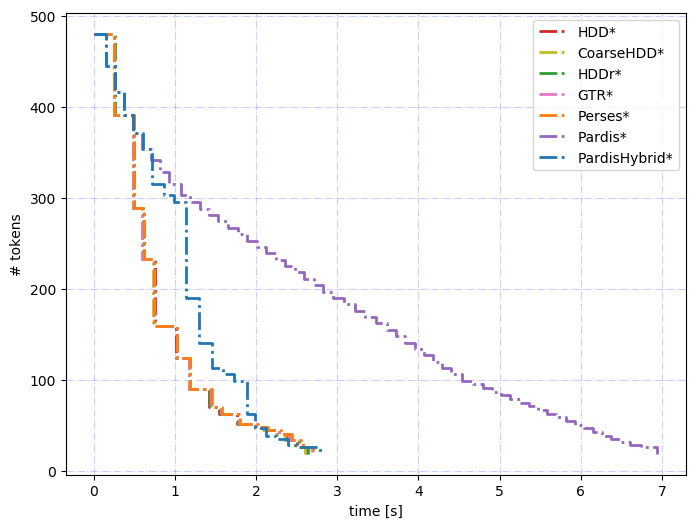 HDD*
CoarseHDD*
HDDr*
GTR*
Perses*
Pardis*
PardisHybrid*
500
400
300
200
100
0
# tokens
0 1 2 3 4 5 6 7
time [s]